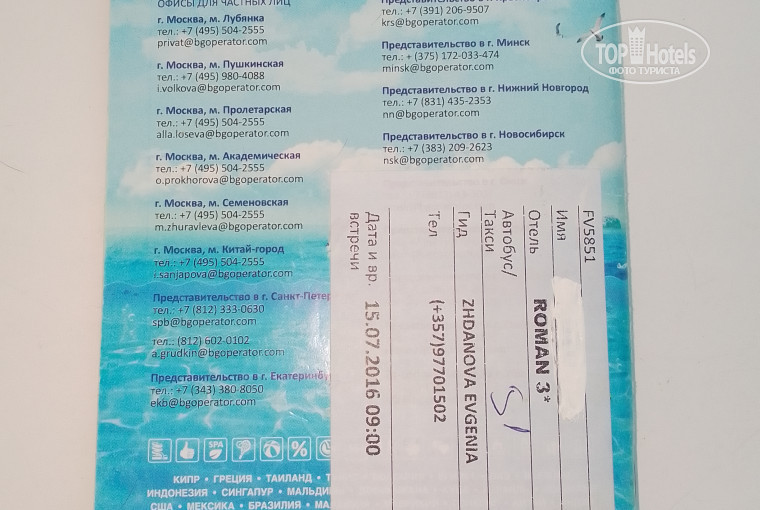 ОФИСЫ ДЛЯ ЧАСТНЫХ ЛИЦ
г. Москва, м. Лубянка
тел.: +7 (495) 504-2555
privat@bgoperator.com
г. Москва, м. Пушкинская
тел.: +7 (495) 980-4088
i.volkova@bgoperator.com
г. Москва, м. Пролетарская
тел.: +7 (495) 504-2555
alla.loseva@bgoperator.com
г. Москва, м. Академическая
тел.: +7 (495) 504-2555
o.prokhorova@bgoperator.com
г. Москва, м. Семеновская
тел.: +7 (495) 504-2555
m.zhuravleva@bgoperator.com
г. Москва, м. Китай-город
тел.: +7 (495) 504-2555
i.sanjapova@bgoperator.com
Представительство в г. Санкт-Петер
тел.: +7 (812) 333-0630
spb@bgoperator.com
тел.: (812) 602-0102
a.grudkin@bgoperator.com
Представительство в г. Екатеринбу
тел.: +7 (343) 380-8050
ekb@bgoperator.com
SPA
%
КИПР • ГРЕЦИЯ • ТАИЛАНД •
ИНДОНЕЗИЯ • СИНГАПУР • МАЛЬДИ
США • МЕКСИКА • БРАЗИЛИЯ • МА
тел.: +7 (391) 206-9507
krs@bgoperator.com
Представительство в г. Минск
тел.: + (375) 172-033-474
minsk@bgoperator.com
Представительство в г. Нижний Новгород
тел.: +7 (831) 435-2353
nn@bgoperator.com
Представительство в г. Новосибирск
тел.: +7 (383) 209-2623
nsk@bgoperator.com
TOP Hotels
ФОТО ТУРИСТА
FV5851
Имя
Отель ROMAN 3*
Автобус/
Такси
Гид ZHDANOVA EVGENIA
Тел (+357)97701502
Дата и вр. 15.07.2016 09:00
встречи